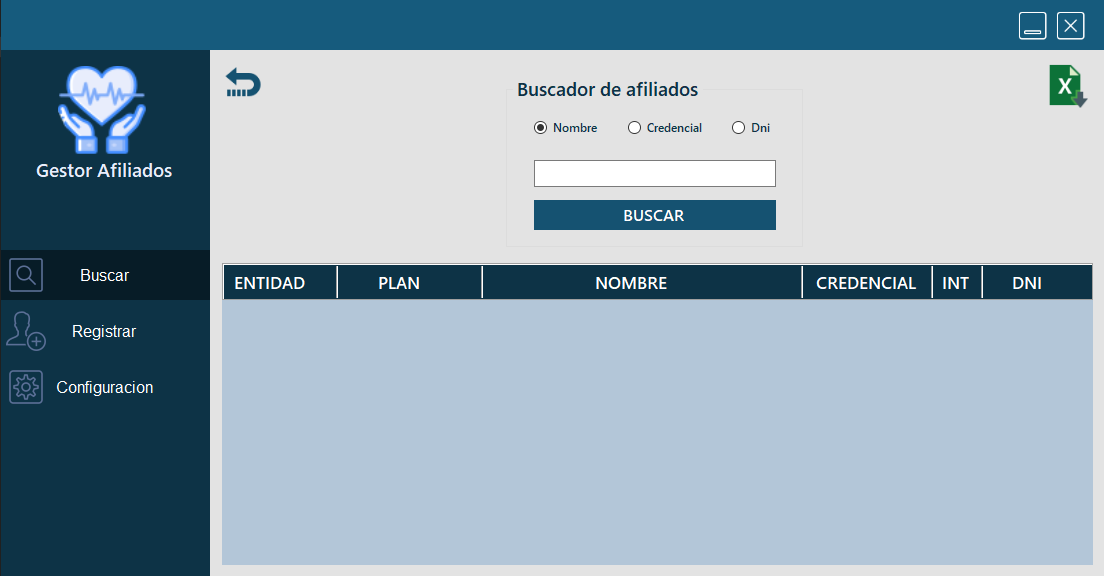 Gestor Afiliados
Buscar
Registrar
Configuracion
Buscador de afiliados
Nombre Credencial Dni
BUSCAR
ENTIDAD PLAN NOMBRE CREDENCIAL INT DNI
X